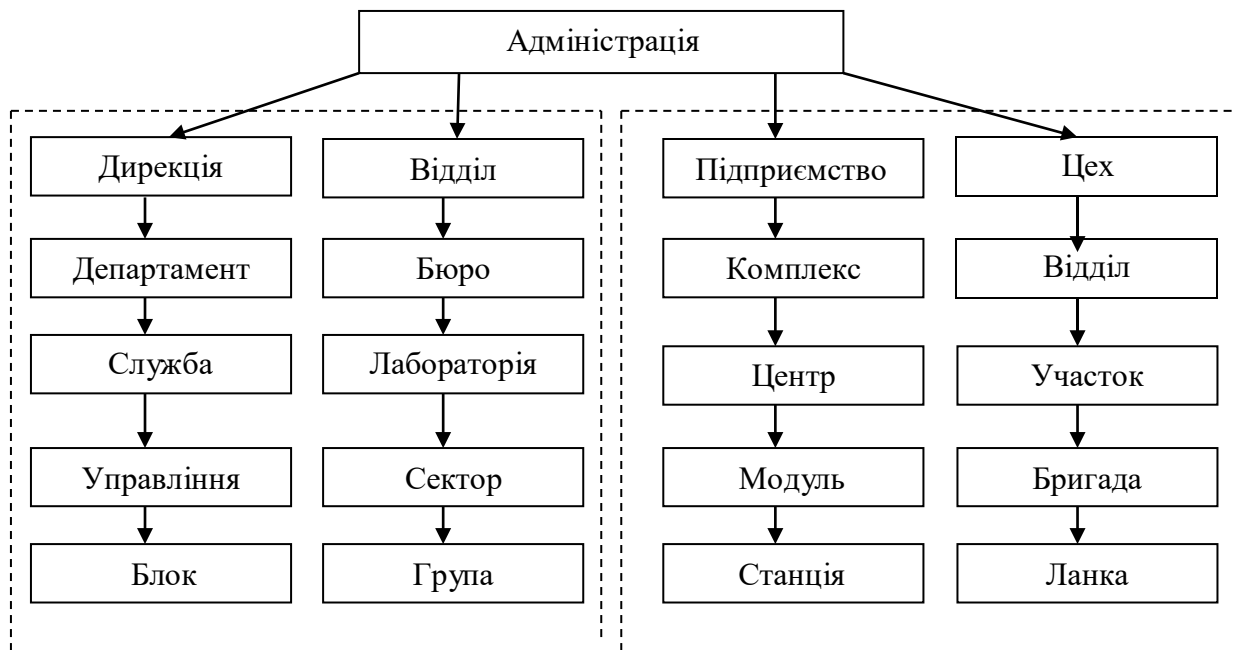 Адміністрація
Дирекція
Відділ
Підприємство
Цех
Департамент
Бюро
Комплекс
Відділ
Служба
Лабораторія
Центр
Участок
Управління
Сектор
Модуль
Бригада
Блок
Група
Станція
Ланка